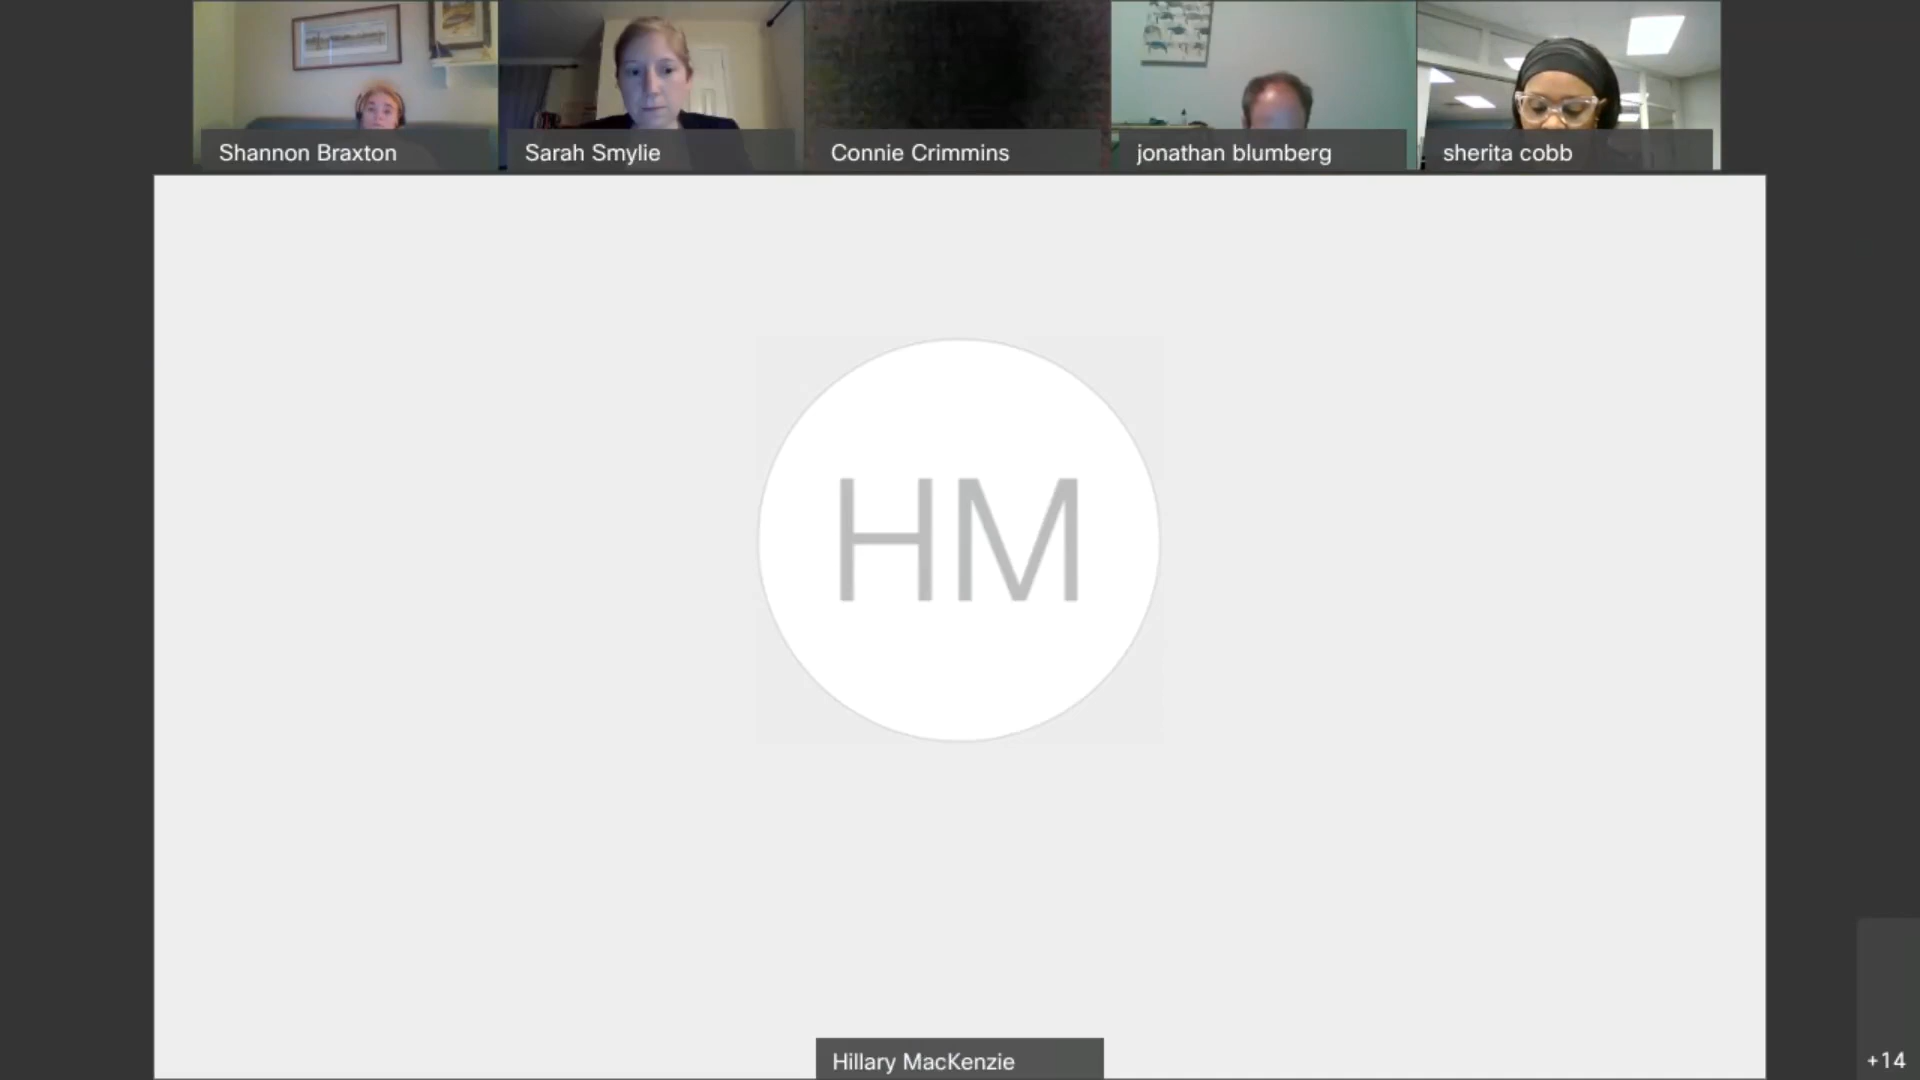 Shannon Braxton
Sarah Smylie
Connie Crimmins
jonathan blumberg
sherita cobb
HM
Hillary MacKenzie
+14